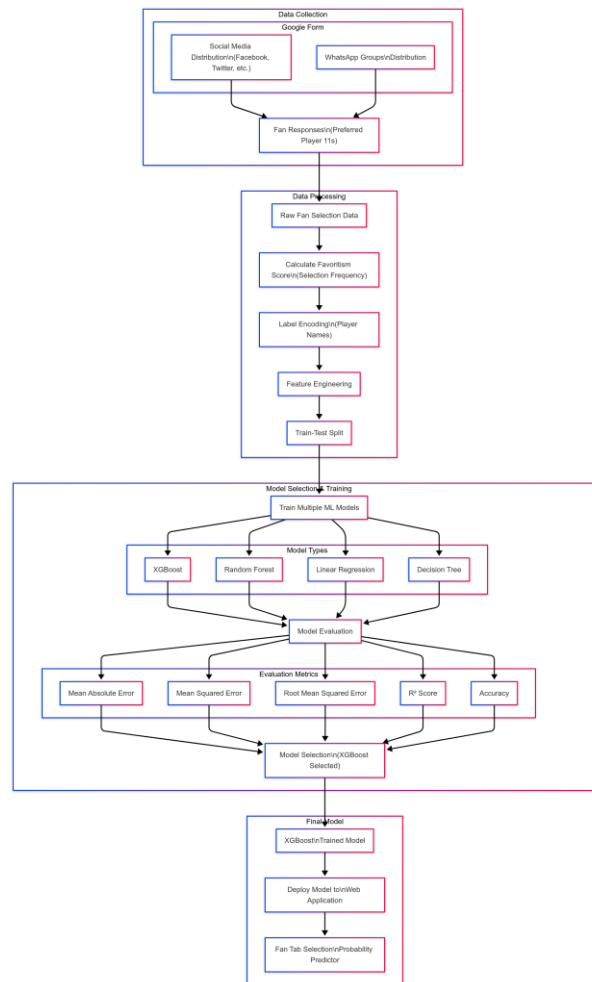 Data Collection
Google Form
Social Media
Distribution\n(Facebook,
Twitter, etc.)
WhatsApp Groups\nDistribution
Fan Responses\n(Preferred
Player 11s)
Data Processing
Raw Fan Selection Data
Calculate Favoritism
Score\n(Selection Frequency)
Label Encoding\n(Player
Names)
Feature Engineering
Train-Test Split
Model Selection & Training
Train Multiple ML Models
Model Types
XGBoost
Random Forest
Linear Regression
Decision Tree
Model Evaluation
Evaluation Metrics
Mean Absolute Error
Mean Squared Error
Root Mean Squared Error
R² Score
Accuracy
Model Selection\n(XGBoost
Selected)
Final Model
XGBoost\nTrained Model
Deploy Model to\nWeb
Application
Fan Tab Selection\nProbability
Predictor